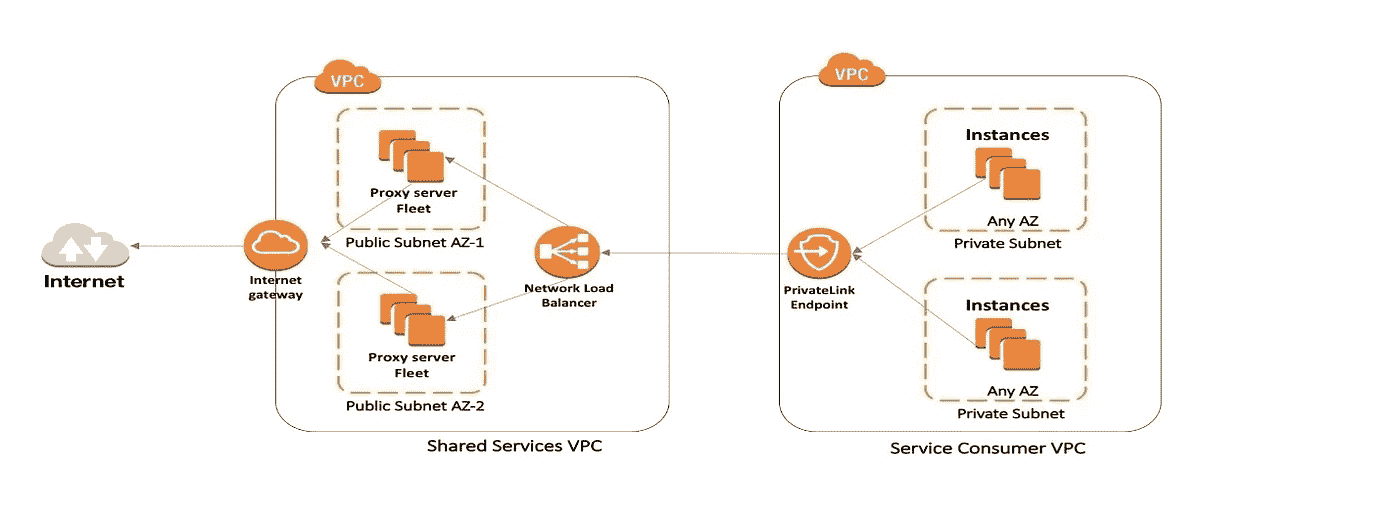 VPC
Proxy server
Fleet
Public Subnet AZ-1
Internet
Internet
gateway
Proxy server
Fleet
Public Subnet AZ-2
Network Load
Balancer
Shared Services VPC
VPC
Instances
Any AZ
Private Subnet
PrivateLink
Endpoint
Instances
Any AZ
Private Subnet
Service Consumer VPC